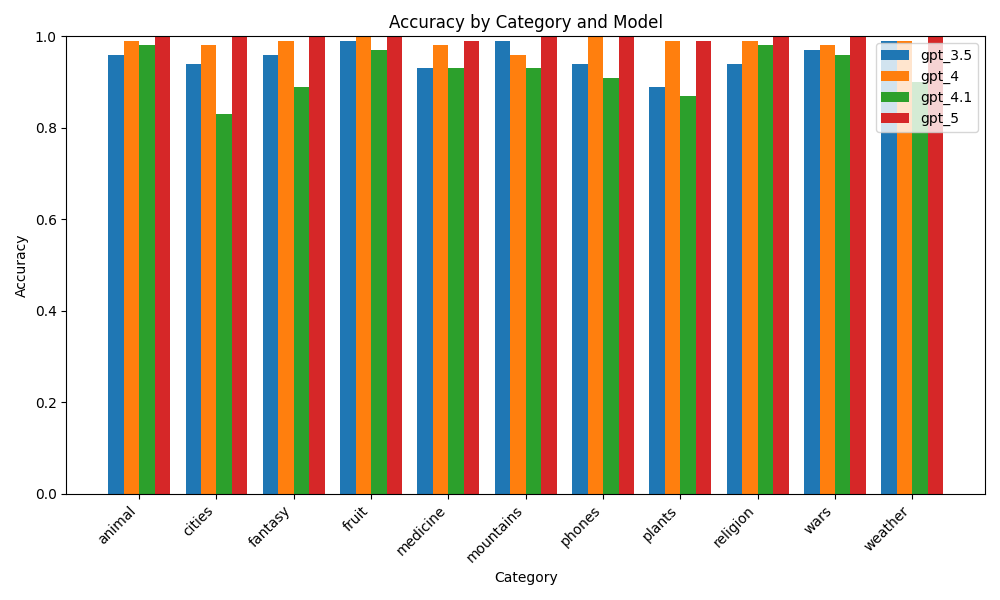 Accuracy by Category and Model
gpt_3.5
gpt_4
gpt_4.1
gpt_5
Accuracy
1.0
0.8
0.6
0.4
0.2
0.0
animal
cities
fantasy
fruit
medicine
mountains
phones
plants
religion
wars
weather
Category